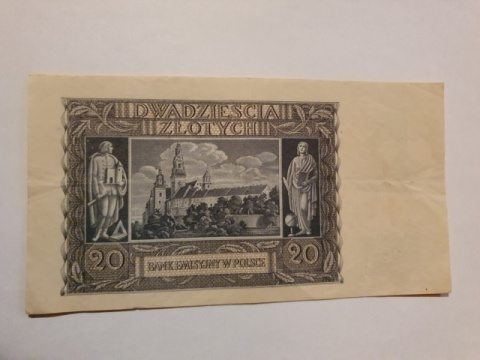 DWADZIEŚCIA
ZŁOTYCH
20 20
BANK EMISYJNY W POLSCE